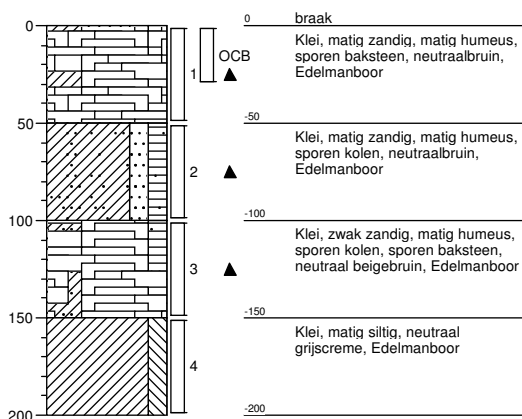 0
0
braak
Klei, matig zandig, matig humeus,
sporen baksteen, neutraalbruin,
Edelmanboor
OCB
1
50
-50
Klei, matig zandig, matig humeus,
sporen kolen, neutraalbruin,
Edelmanboor
2
100
-100
Klei, zwak zandig, matig humeus,
sporen kolen, sporen baksteen,
neutraal beigebruin, Edelmanboor
3
150
-150
Klei, matig siltig, neutraal
grijscreme, Edelmanboor
4
200
-200